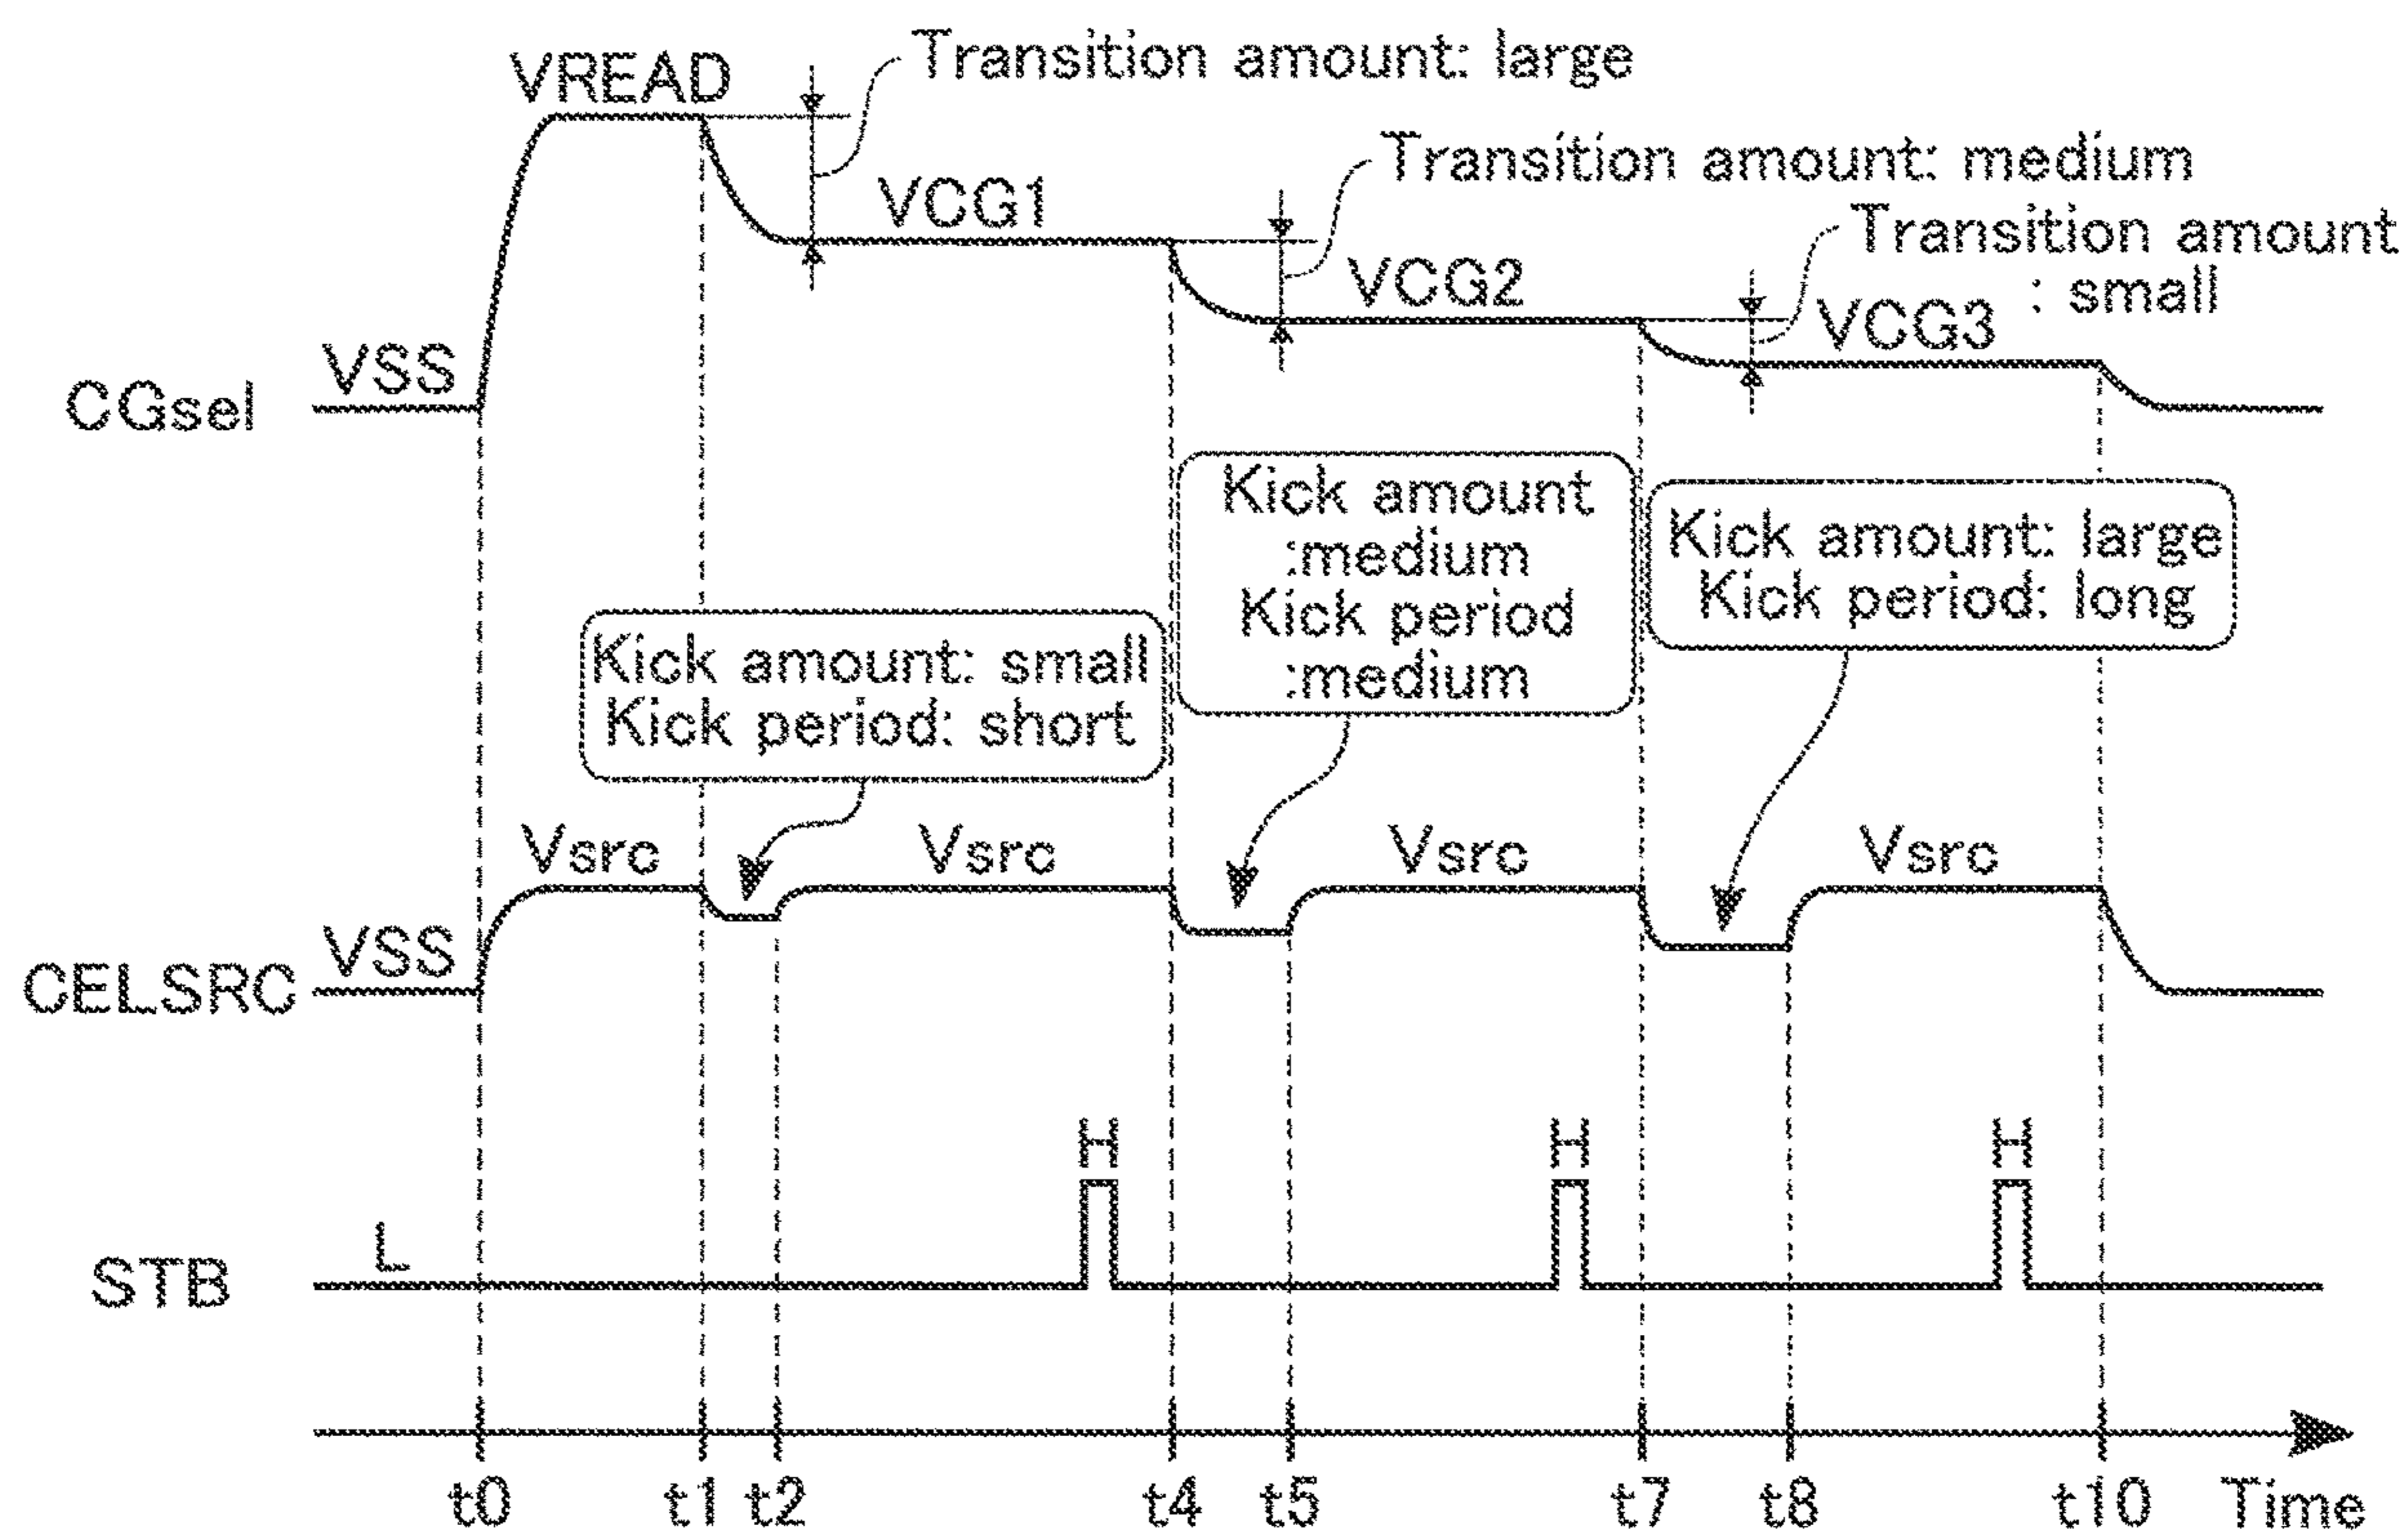 VREAD
Transition amount: large
VCG1
Transition amount: medium
VCG2
Transition amount
: small
VCG3
VSS
CGsel
Kick amount
:medium
Kick period
:medium
Kick amount: large
Kick period: long
Kick amount: small
Kick period: short
Vsrc
Vsrc
Vsrc
Vsrc
VSS
CELSRC
H
H
H
L
STB
t0
t1
t2
t4
t5
t7
t8
t10
Time